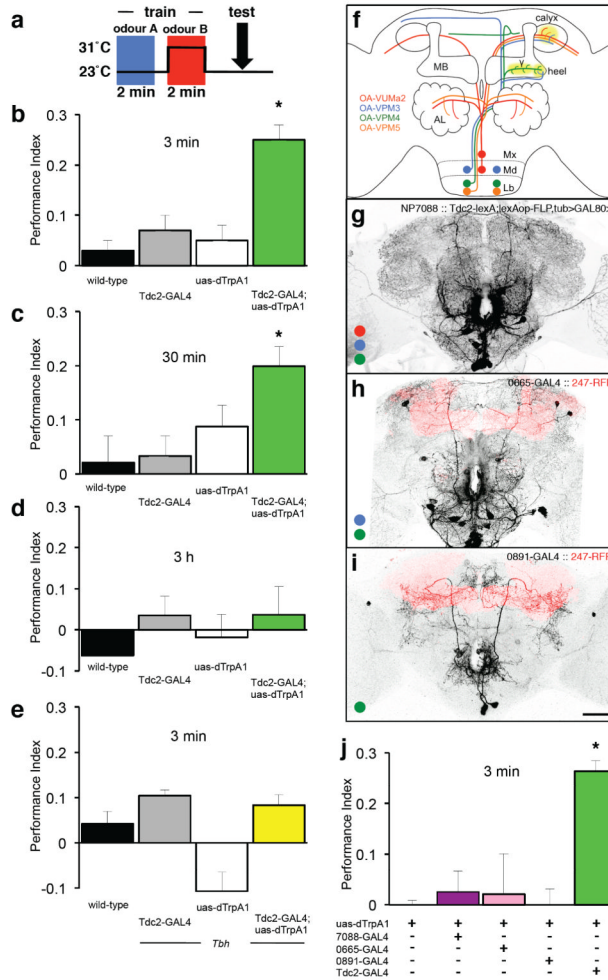 a
— train —
test
odour A odour B
31°C
23°C
2 min 2 min
b
Performance Index
0.3
0.2
0.1
0
3 min
*
wild-type
Tdc2-GAL4
uas-dTrpA1
Tdc2-GAL4;
uas-dTrpA1
c
Performance Index
0.3
0.2
0.1
0
30 min
*
wild-type
Tdc2-GAL4
uas-dTrpA1
Tdc2-GAL4;
uas-dTrpA1
d
Performance Index
0.3
0.2
0.1
0
-0.1
3 h
wild-type
Tdc2-GAL4
uas-dTrpA1
Tdc2-GAL4;
uas-dTrpA1
e
Performance Index
0.3
0.2
0.1
0
-0.1
3 min
wild-type
Tdc2-GAL4
uas-dTrpA1
Tdc2-GAL4;
uas-dTrpA1
Tbh
f
calyx
MB
γ
heel
OA-VUMa2
OA-VPM3
OA-VPM4
OA-VPM5
AL
Mx
Md
Lb
g
NP7088 :: Tdc2-lexA;lexAop-FLP,tub>GAL80>
h
0665-GAL4 :: 247-RFP
i
0891-GAL4 :: 247-RFP
j
Performance Index
0.3
0.2
0.1
0
3 min
*
uas-dTrpA1 + + + + +
7088-GAL4 - + - - -
0665-GAL4 - - + - -
0891-GAL4 - - - + -
Tdc2-GAL4 - - - - +